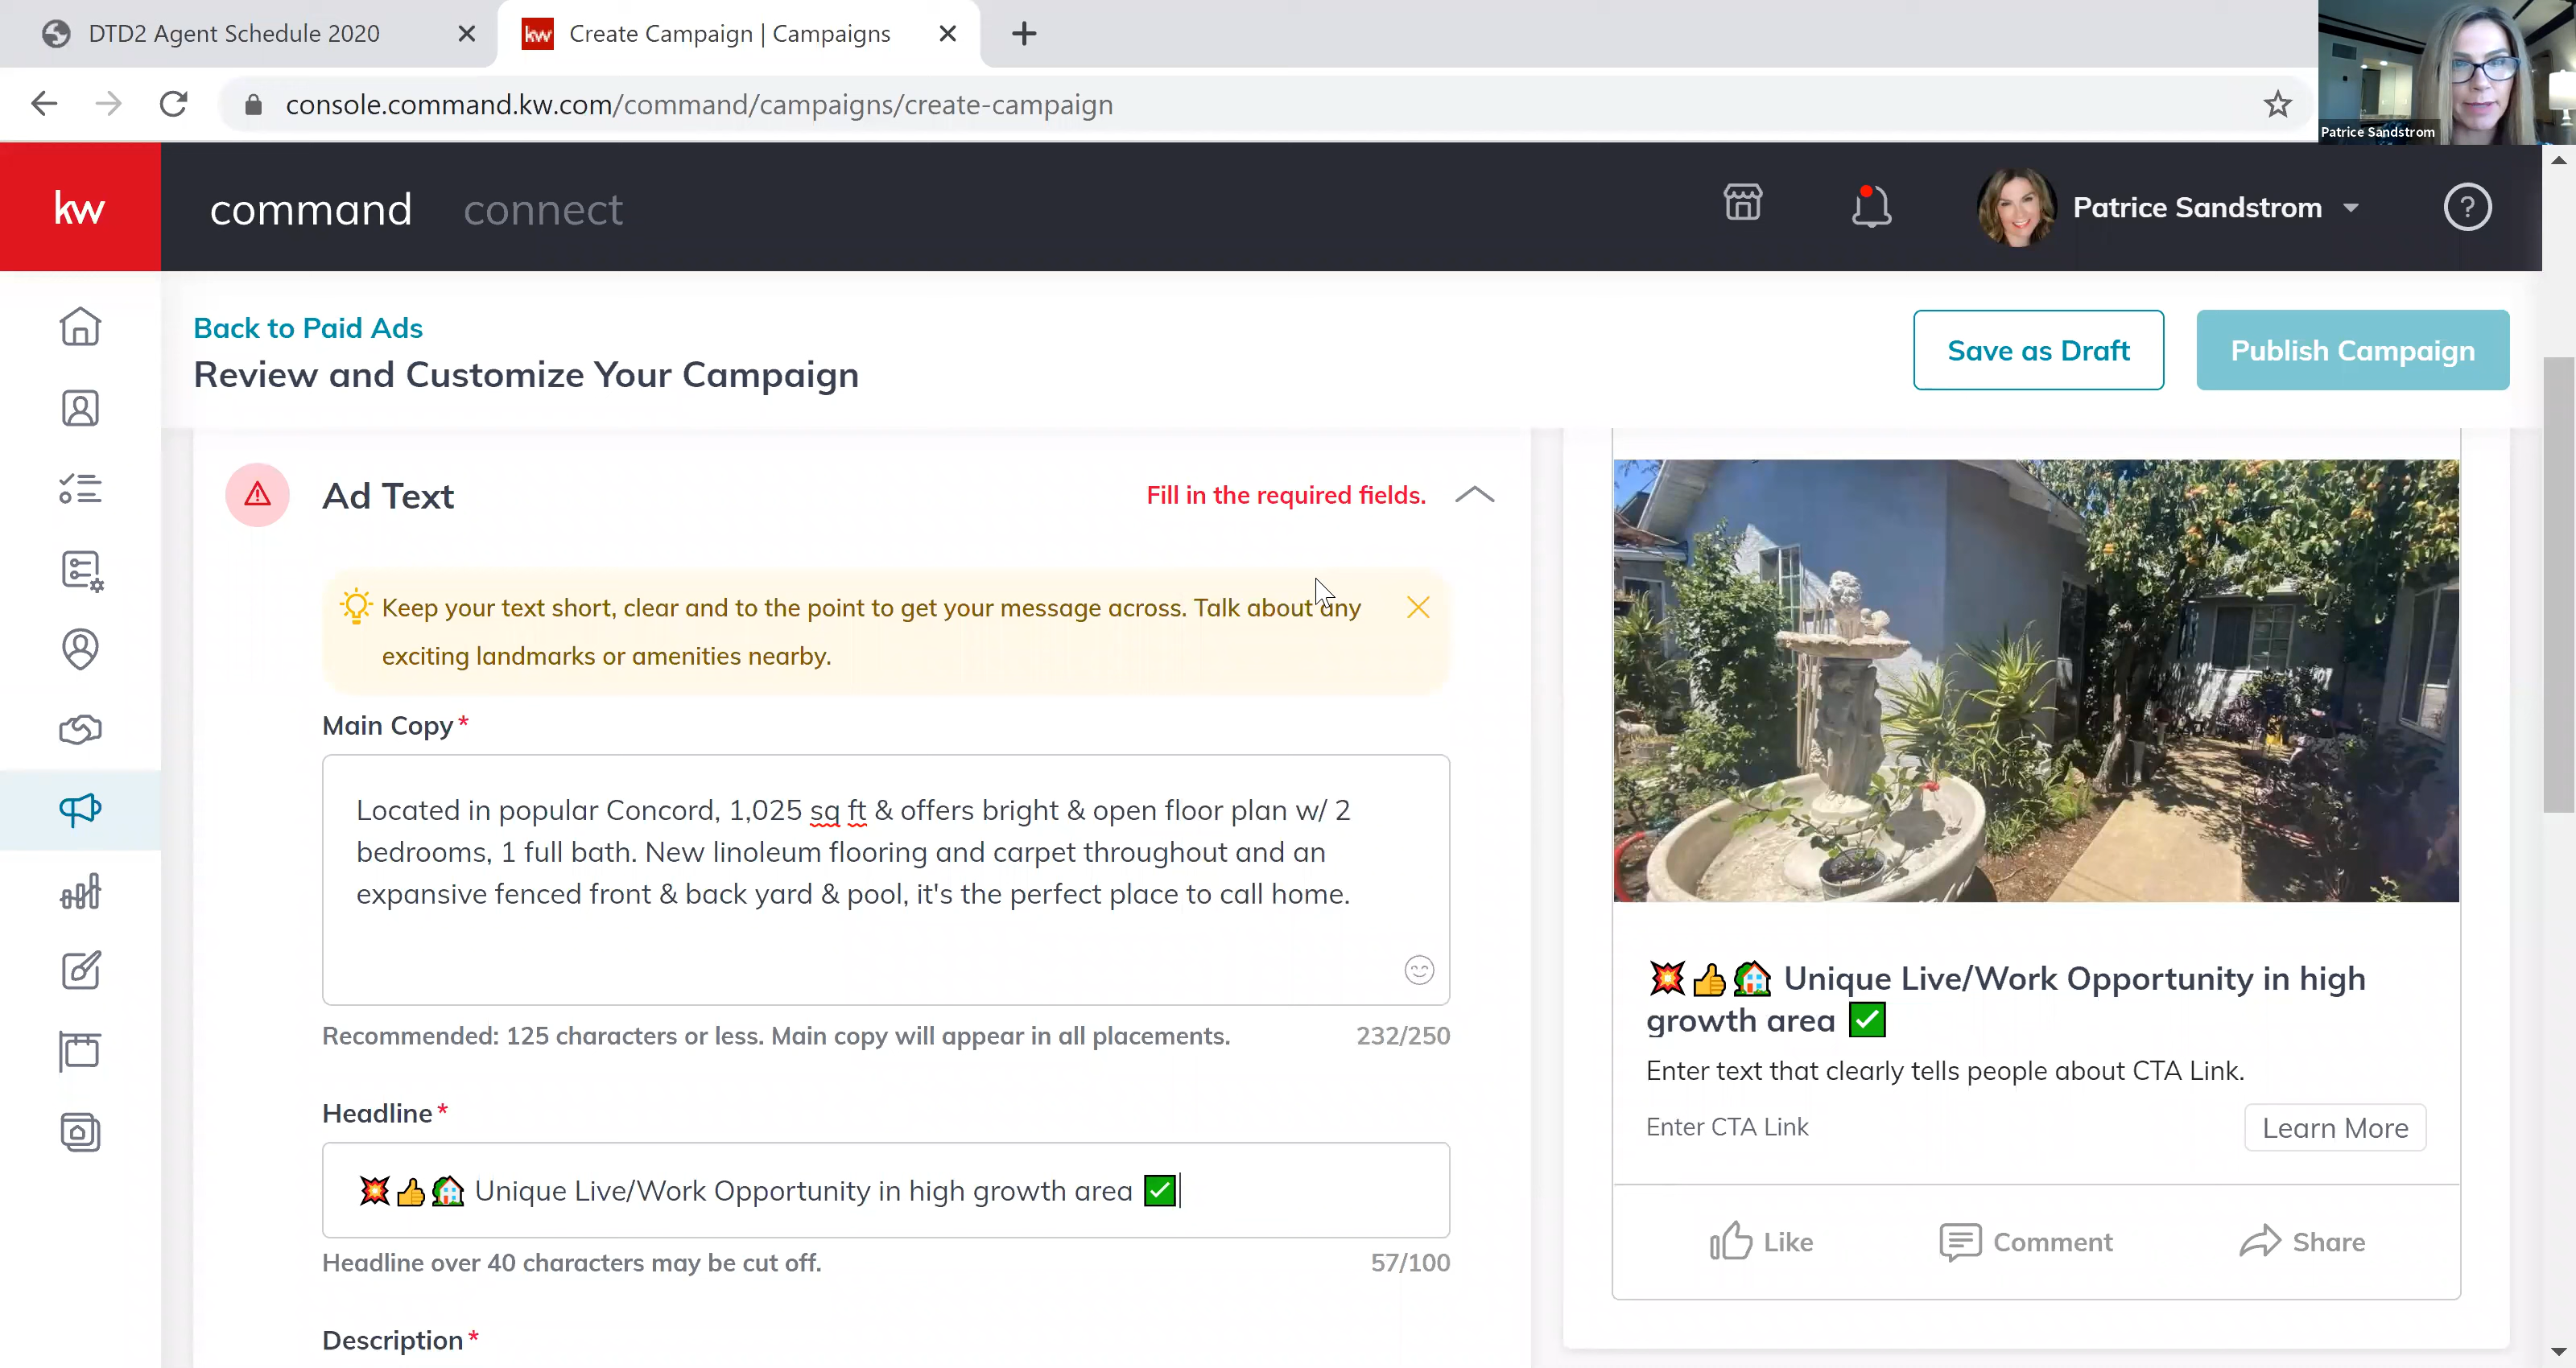 DTD2 Agent Schedule 2020
kw Create Campaign | Campaigns
console.command.kw.com/command/campaigns/create-campaign
Patrice Sandstrom
kw command connect
Patrice Sandstrom
?
Back to Paid Ads
Review and Customize Your Campaign
Save as Draft
Publish Campaign
Ad Text
Fill in the required fields.
Keep your text short, clear and to the point to get your message across. Talk about any
exciting landmarks or amenities nearby.
Main Copy*
Located in popular Concord, 1,025 sq ft & offers bright & open floor plan w/ 2
bedrooms, 1 full bath. New linoleum flooring and carpet throughout and an
expansive fenced front & back yard & pool, it's the perfect place to call home.
Recommended: 125 characters or less. Main copy will appear in all placements.
232/250
Headline*
💥👍🏡 Unique Live/Work Opportunity in high growth area ✅
Headline over 40 characters may be cut off.
57/100
Description*
💥👍🏡 Unique Live/Work Opportunity in high
growth area ✅
Enter text that clearly tells people about CTA Link.
Enter CTA Link
Learn More
Like
Comment
Share